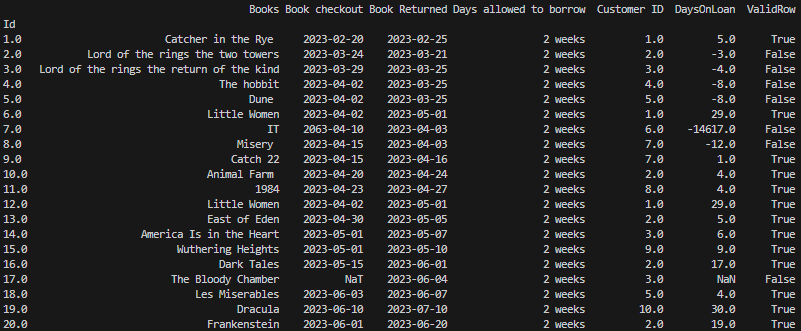 Books Book checkout Book Returned Days allowed to borrow Customer ID DaysOnLoan ValidRow
Id
1.0 Catcher in the Rye 2023-02-20 2023-02-25 2 weeks 1.0 5.0 True
2.0 Lord of the rings the two towers 2023-03-24 2023-03-21 2 weeks 2.0 -3.0 False
3.0 Lord of the rings the return of the kind 2023-03-29 2023-03-25 2 weeks 3.0 -4.0 False
4.0 The hobbit 2023-04-02 2023-03-25 2 weeks 4.0 -8.0 False
5.0 Dune 2023-04-02 2023-03-25 2 weeks 5.0 -8.0 False
6.0 Little Women 2023-04-02 2023-05-01 2 weeks 1.0 29.0 True
7.0 IT 2063-04-10 2023-04-03 2 weeks 6.0 -14617.0 False
8.0 Misery 2023-04-15 2023-04-03 2 weeks 7.0 -12.0 False
9.0 Catch 22 2023-04-15 2023-04-16 2 weeks 7.0 1.0 True
10.0 Animal Farm 2023-04-20 2023-04-24 2 weeks 2.0 4.0 True
11.0 1984 2023-04-23 2023-04-27 2 weeks 8.0 4.0 True
12.0 Little Women 2023-04-02 2023-05-01 2 weeks 1.0 29.0 True
13.0 East of Eden 2023-04-30 2023-05-05 2 weeks 2.0 5.0 True
14.0 America Is in the Heart 2023-05-01 2023-05-07 2 weeks 3.0 6.0 True
15.0 Wuthering Heights 2023-05-01 2023-05-10 2 weeks 9.0 9.0 True
16.0 Dark Tales 2023-05-15 2023-06-01 2 weeks 2.0 17.0 True
17.0 The Bloody Chamber NaT 2023-06-04 2 weeks 3.0 NaN False
18.0 Les Miserables 2023-06-03 2023-06-07 2 weeks 5.0 4.0 True
19.0 Dracula 2023-06-10 2023-07-10 2 weeks 10.0 30.0 True
20.0 Frankenstein 2023-06-01 2023-06-20 2 weeks 2.0 19.0 True